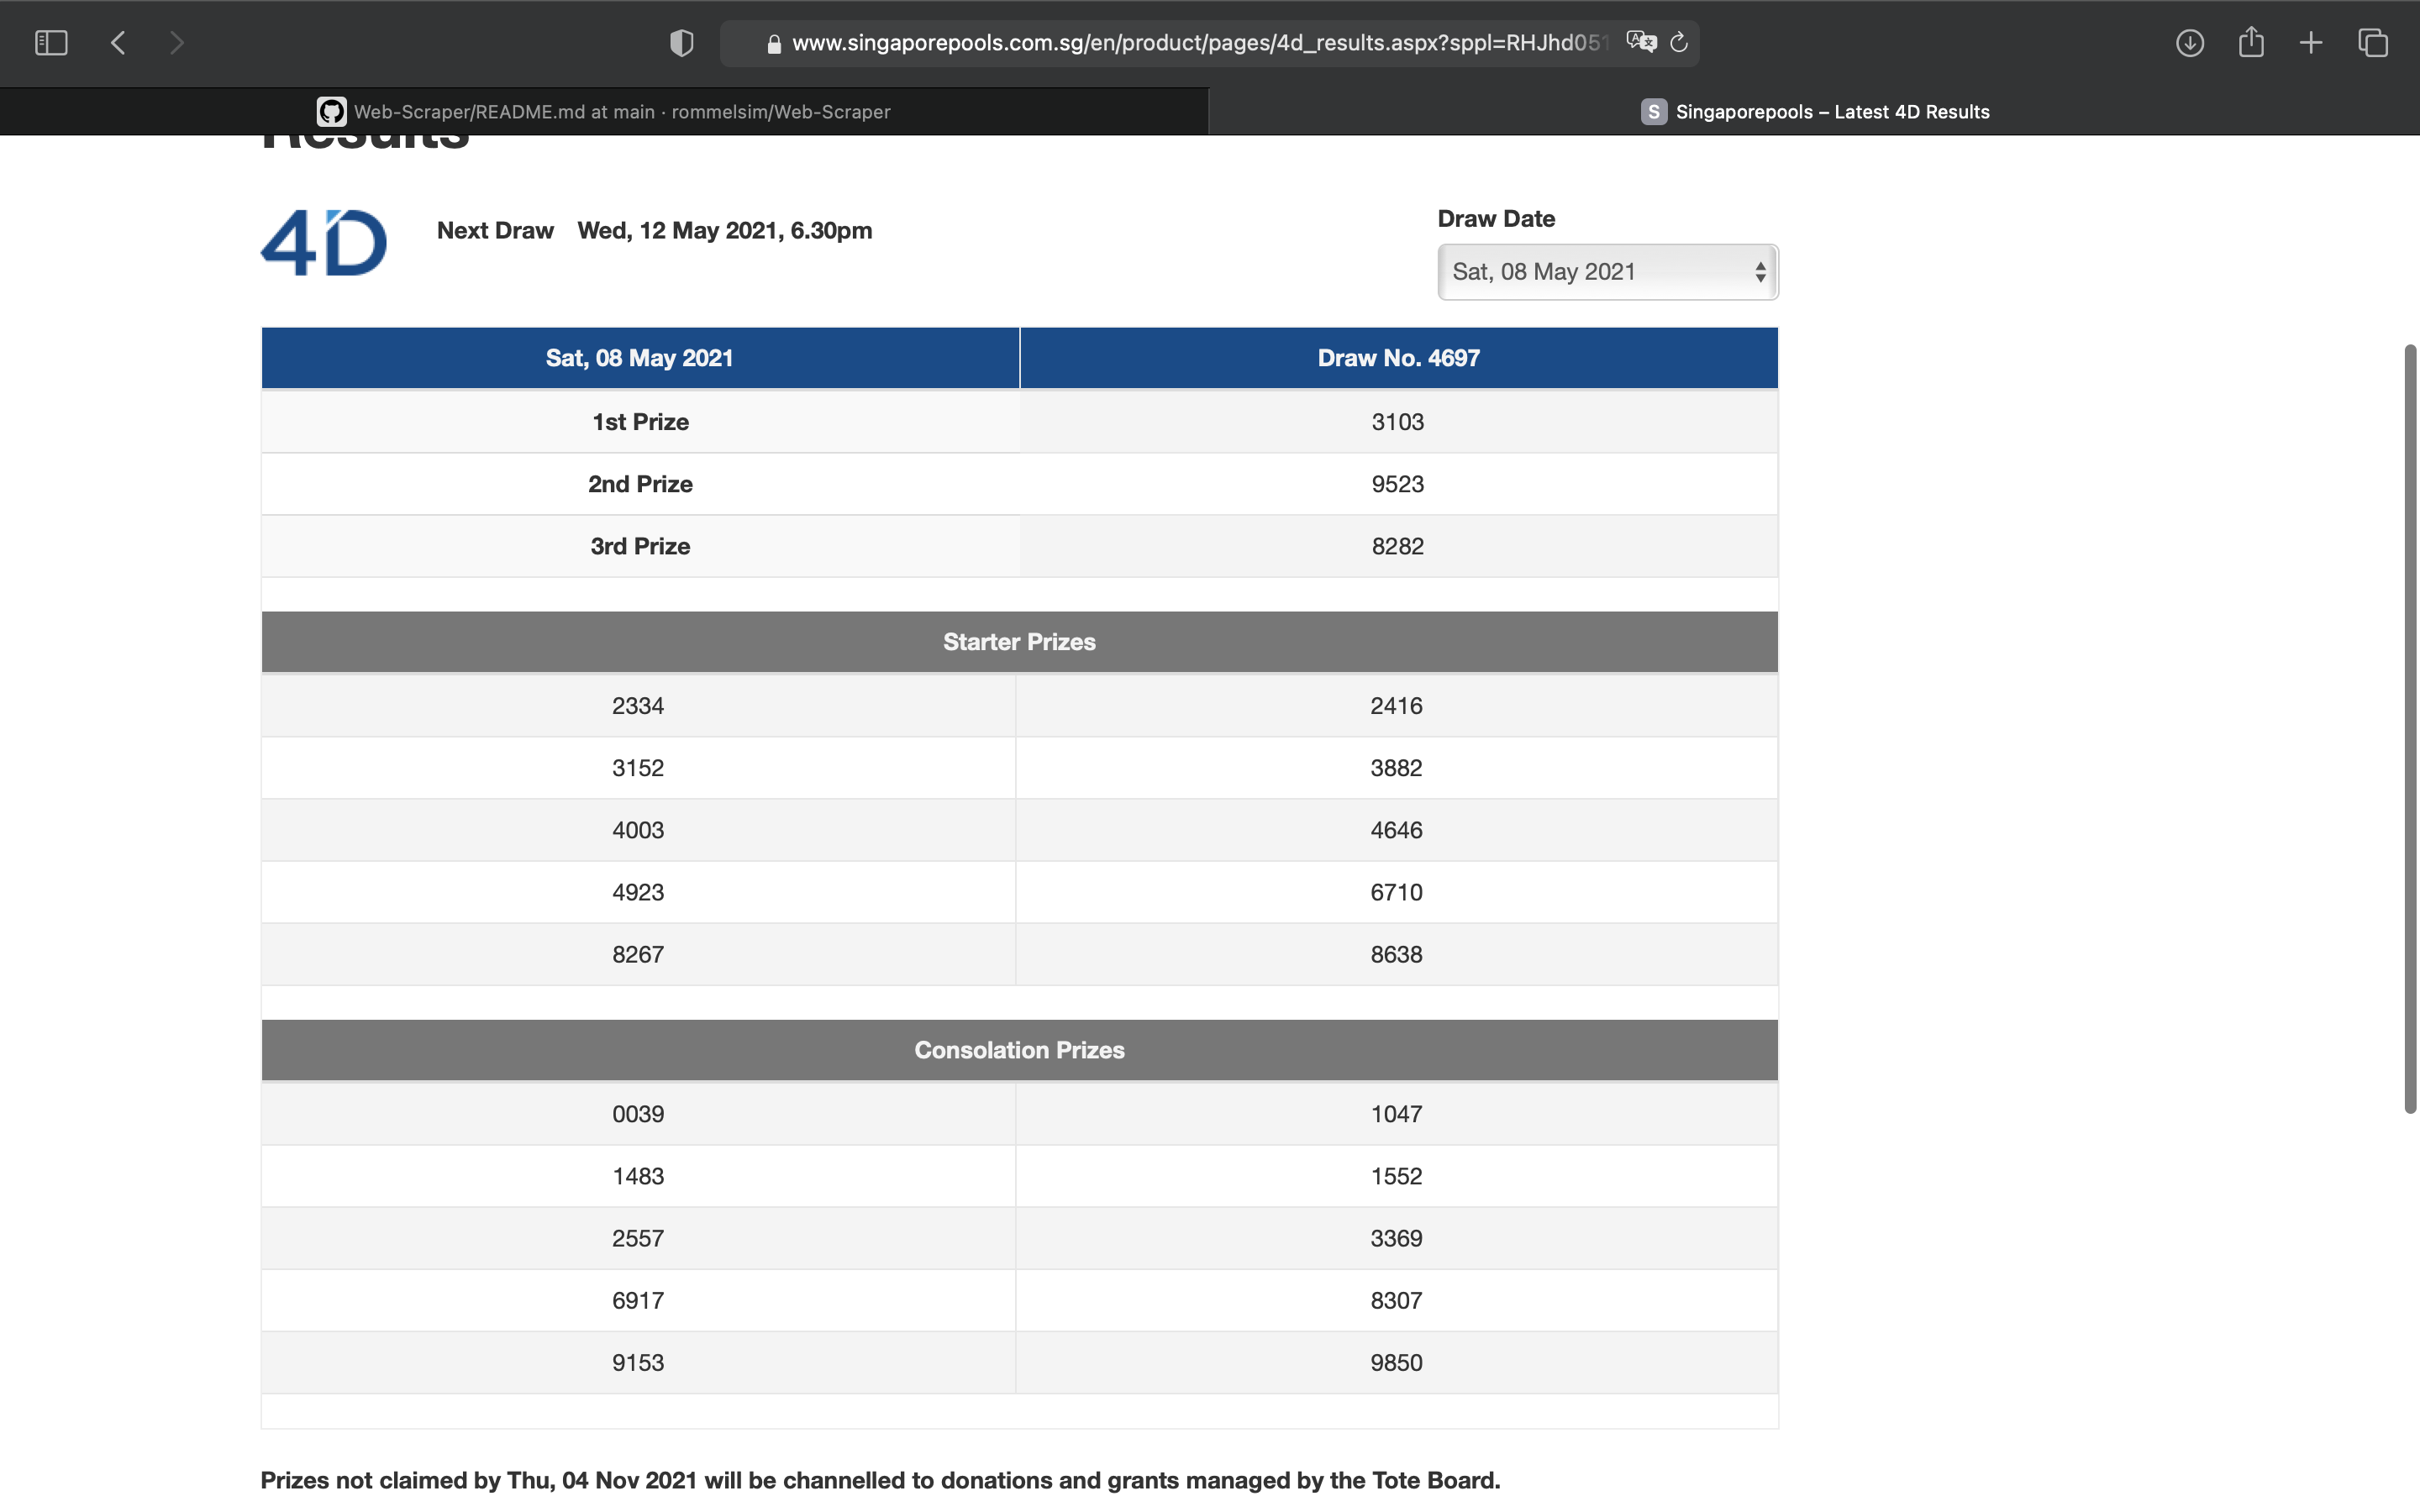 www.singaporepools.com.sg/en/product/pages/4d_results.aspx?sppl=RHJhd051
Web-Scraper/README.md at main · rommelsim/Web-Scraper
S Singaporepools – Latest 4D Results
Results
4D
Next Draw Wed, 12 May 2021, 6.30pm
Draw Date
Sat, 08 May 2021
Sat, 08 May 2021 Draw No. 4697
1st Prize 3103
2nd Prize 9523
3rd Prize 8282
Starter Prizes
2334 2416
3152 3882
4003 4646
4923 6710
8267 8638
Consolation Prizes
0039 1047
1483 1552
2557 3369
6917 8307
9153 9850
Prizes not claimed by Thu, 04 Nov 2021 will be channelled to donations and grants managed by the Tote Board.